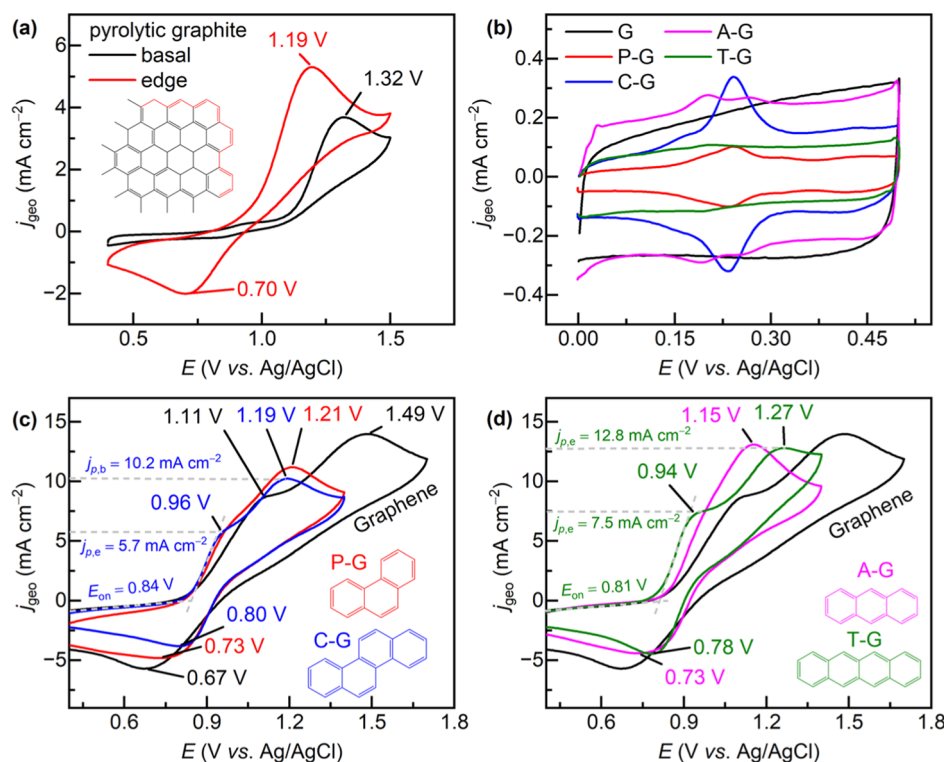 (a)
pyrolytic graphite
basal
edge
1.19 V
1.32 V
0.70 V
6
4
2
0
−2
0.5
1.0
1.5
j_geo (mA cm⁻²)
E (V vs. Ag/AgCl)
(b)
G
P-G
C-G
A-G
T-G
0.4
0.2
0.0
−0.2
−0.4
0.00
0.15
0.30
0.45
j_geo (mA cm⁻²)
E (V vs. Ag/AgCl)
(c)
1.11 V
1.19 V
1.21 V
1.49 V
j_p,b = 10.2 mA cm⁻²
0.96 V
j_p,e = 5.7 mA cm⁻²
E_on = 0.84 V
Graphene
P-G
C-G
0.80 V
0.73 V
0.67 V
15
10
5
0
−5
0.6
0.9
1.2
1.5
1.8
j_geo (mA cm⁻²)
E (V vs. Ag/AgCl)
(d)
1.15 V
1.27 V
j_p,e = 12.8 mA cm⁻²
0.94 V
j_p,e = 7.5 mA cm⁻²
E_on = 0.81 V
Graphene
A-G
T-G
0.78 V
0.73 V
15
10
5
0
−5
0.6
0.9
1.2
1.5
1.8
j_geo (mA cm⁻²)
E (V vs. Ag/AgCl)